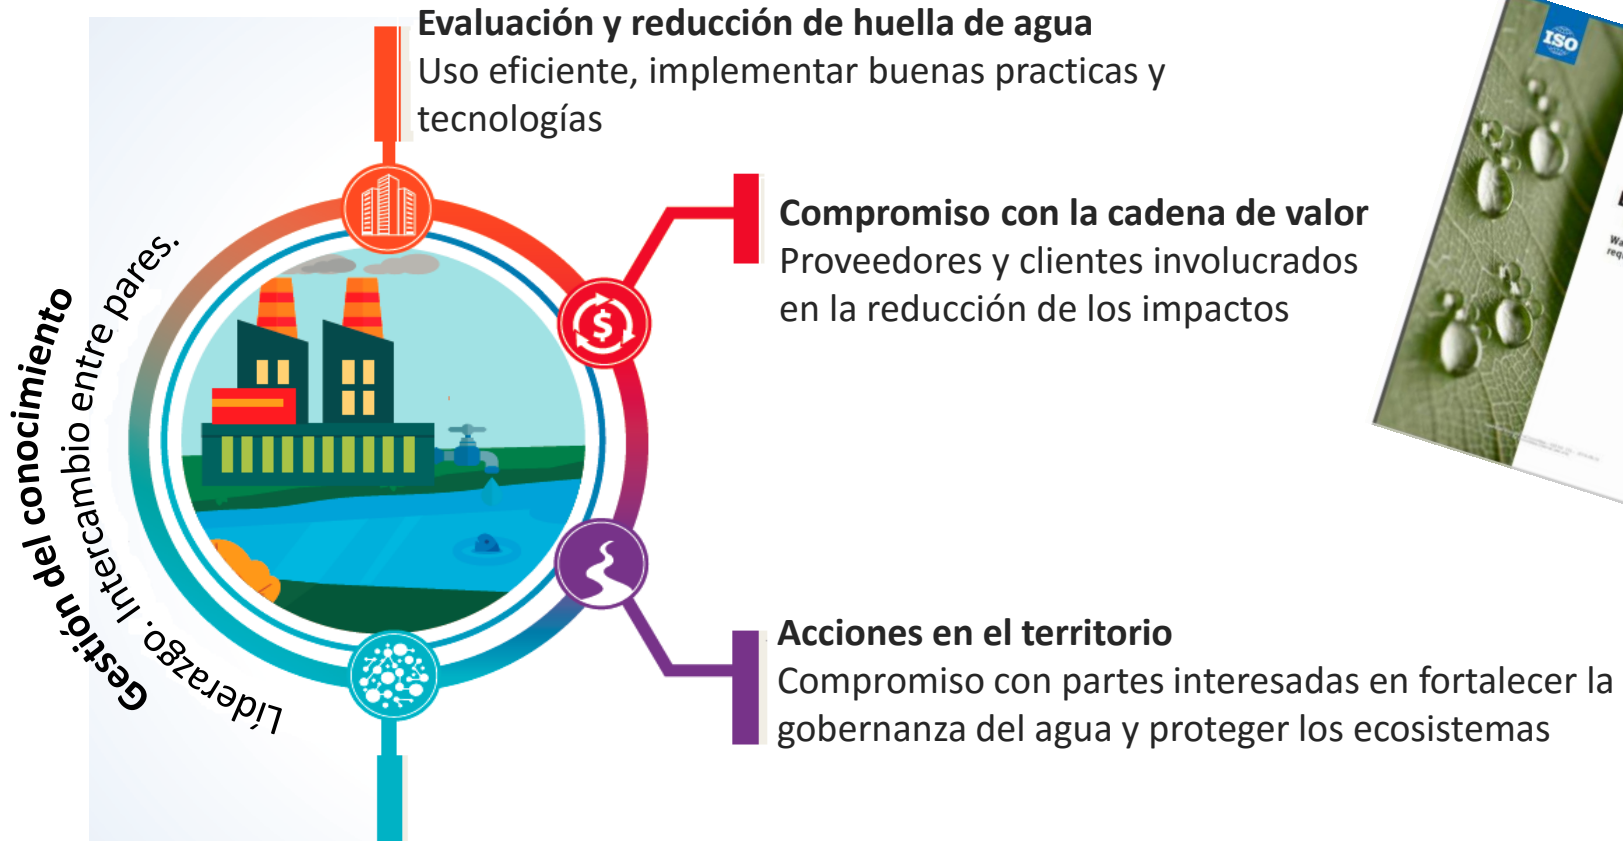 Evaluación y reducción de huella de agua
Uso eficiente, implementar buenas practicas y
tecnologías
ISO
Compromiso con la cadena de valor
Proveedores y clientes involucrados
en la reducción de los impactos
Gestión del conocimiento
Líderazgo. Intercambio entre pares.
$
Acciones en el territorio
Compromiso con partes interesadas en fortalecer la
gobernanza del agua y proteger los ecosistemas